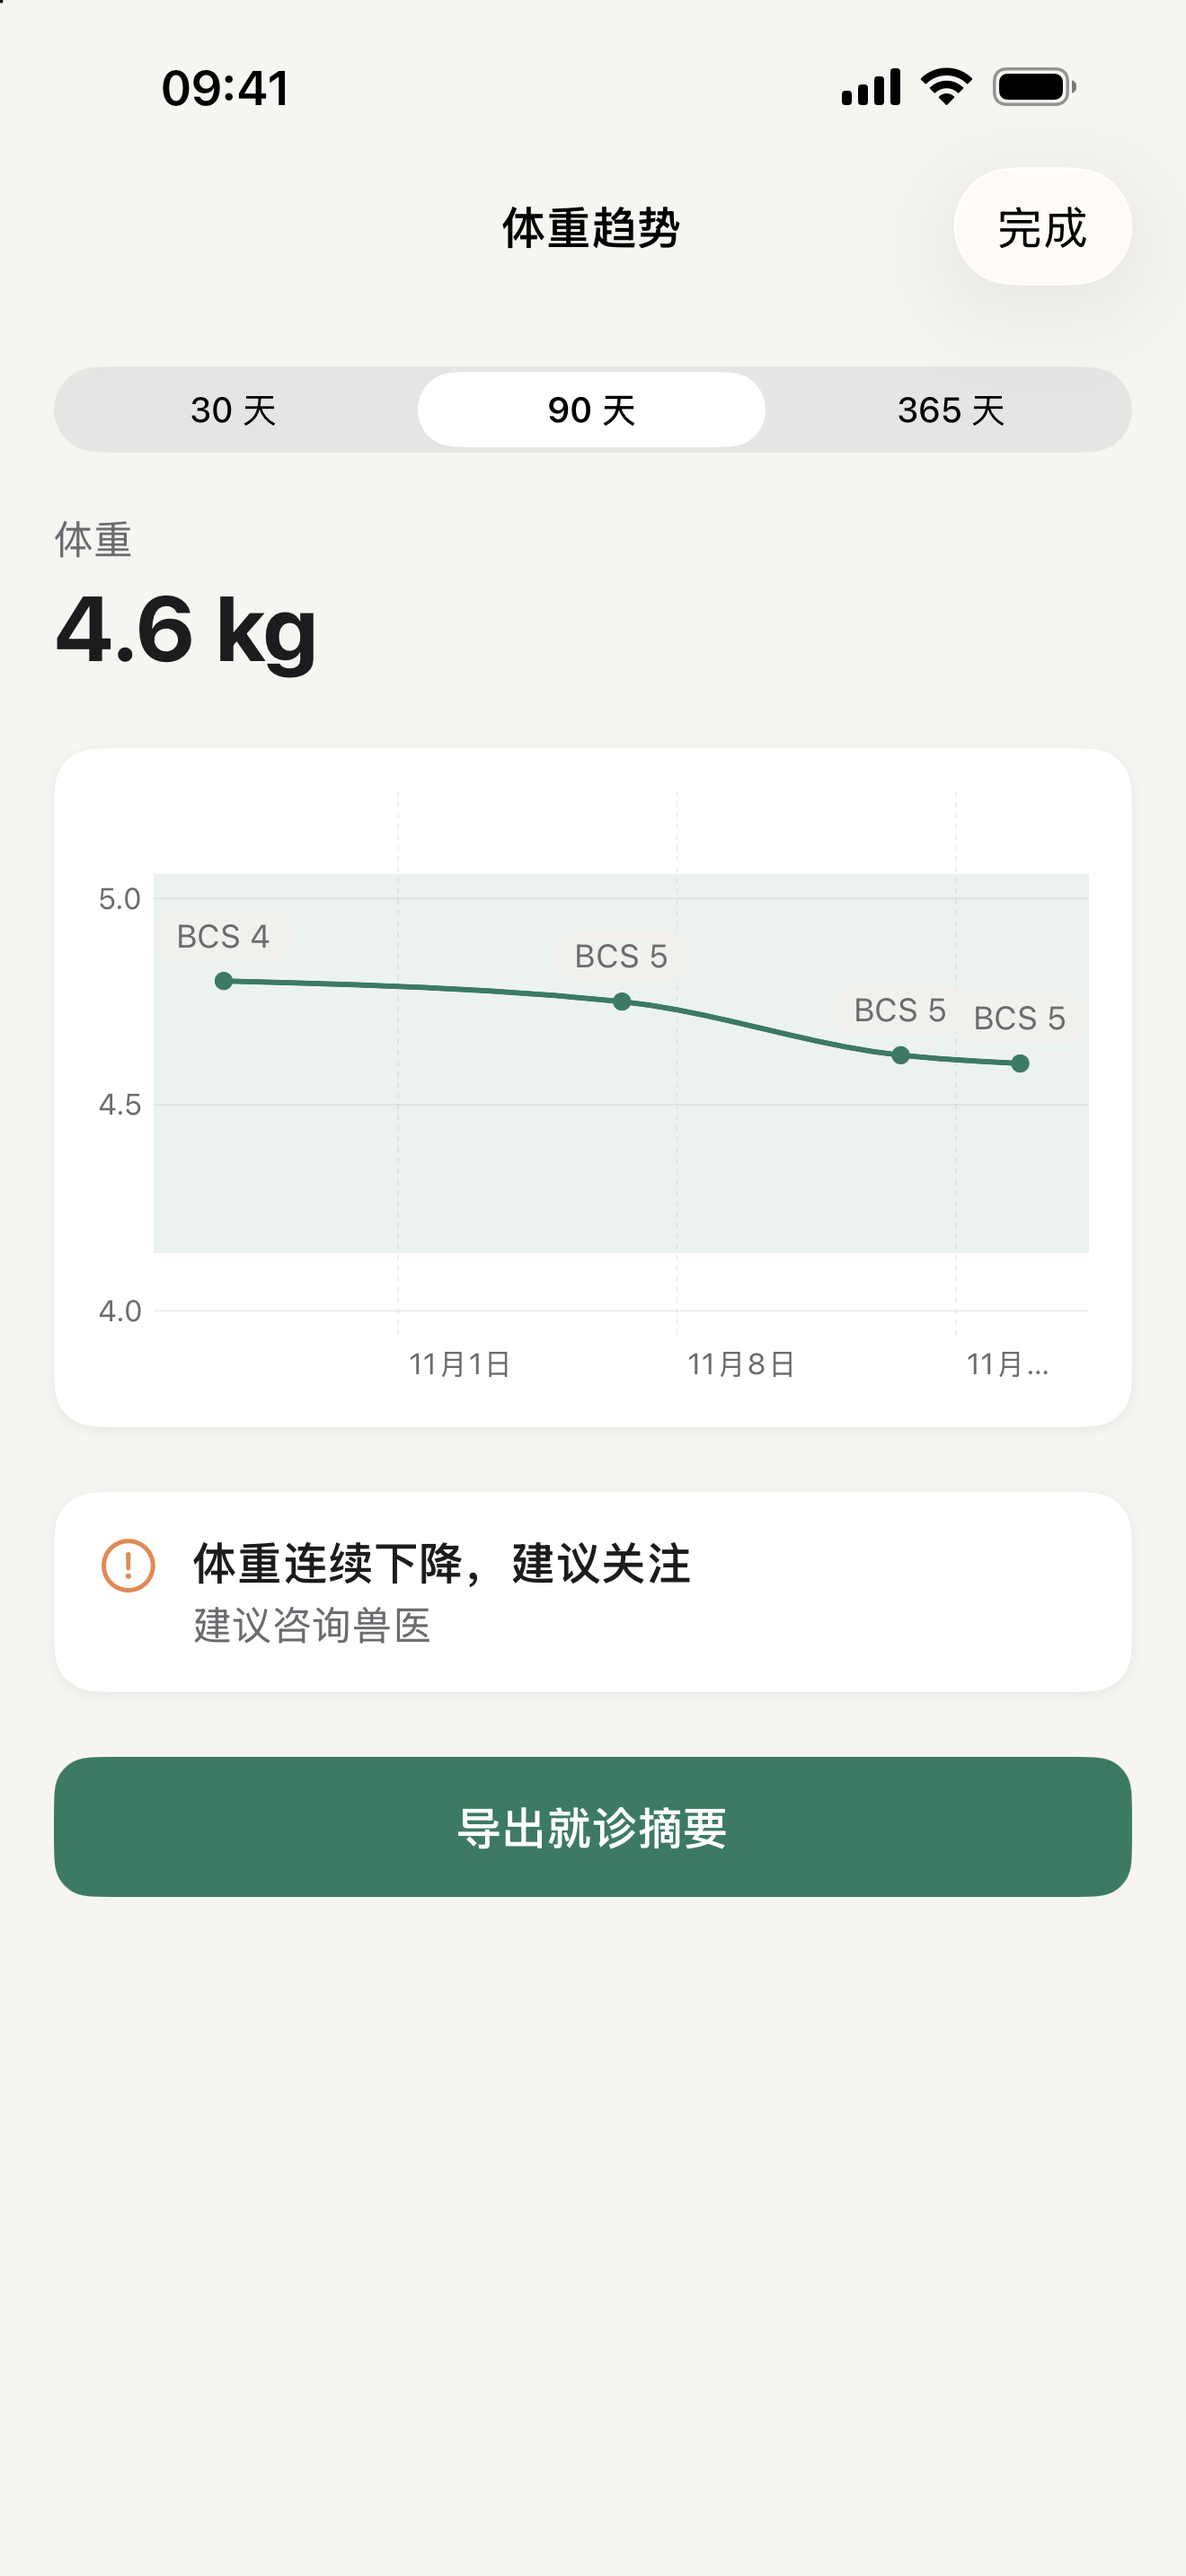 09:41
体重趋势
完成
30 天
90 天
365 天
体重
4.6 kg
5.0
BCS 4
BCS 5
BCS 5
BCS 5
4.5
4.0
11月1日
11月8日
11月...
体重连续下降，建议关注
建议咨询兽医
导出就诊摘要